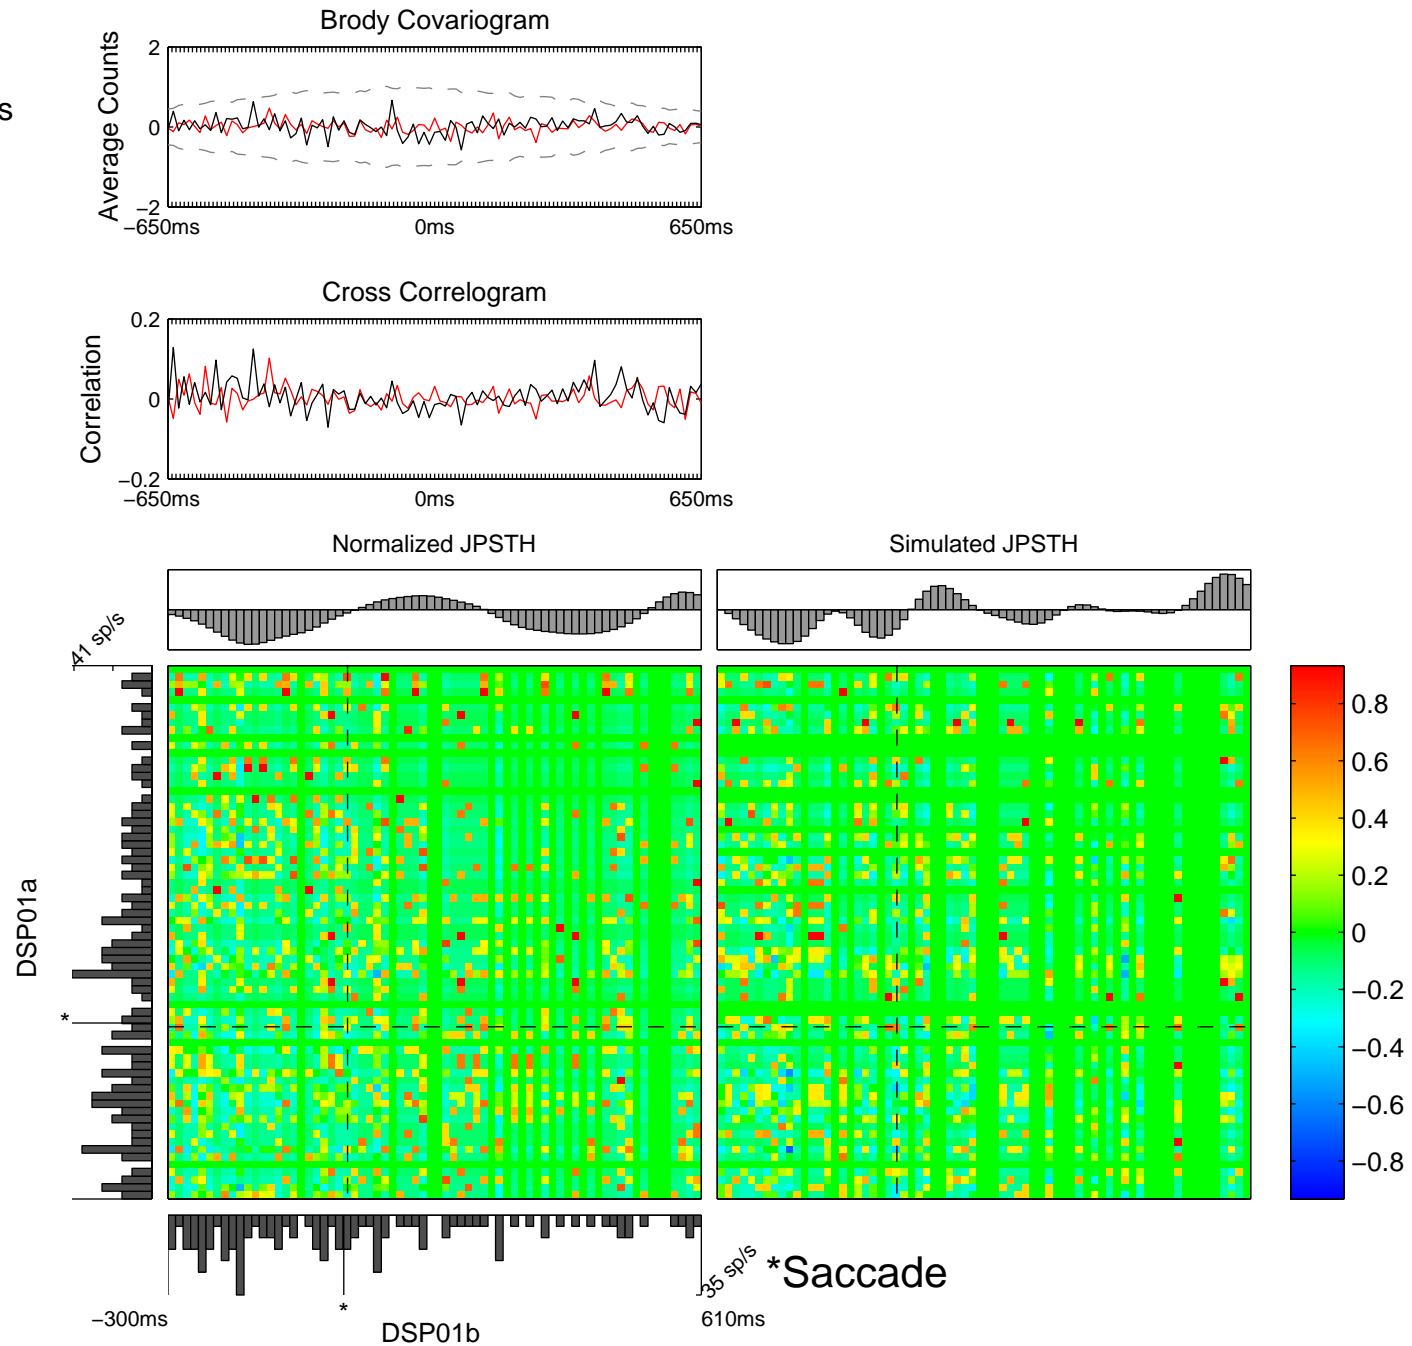 Brody Covariogram
s
Average Counts
2
0
−2
−650ms 0ms 650ms
Cross Correlogram
Correlation
0.2
0
−0.2
−650ms 0ms 650ms
Normalized JPSTH Simulated JPSTH
41 sp/s
DSP01a
*
0.8
0.6
0.4
0.2
0
−0.2
−0.4
−0.6
−0.8
35 sp/s
*Saccade
*
−300ms 610ms
DSP01b